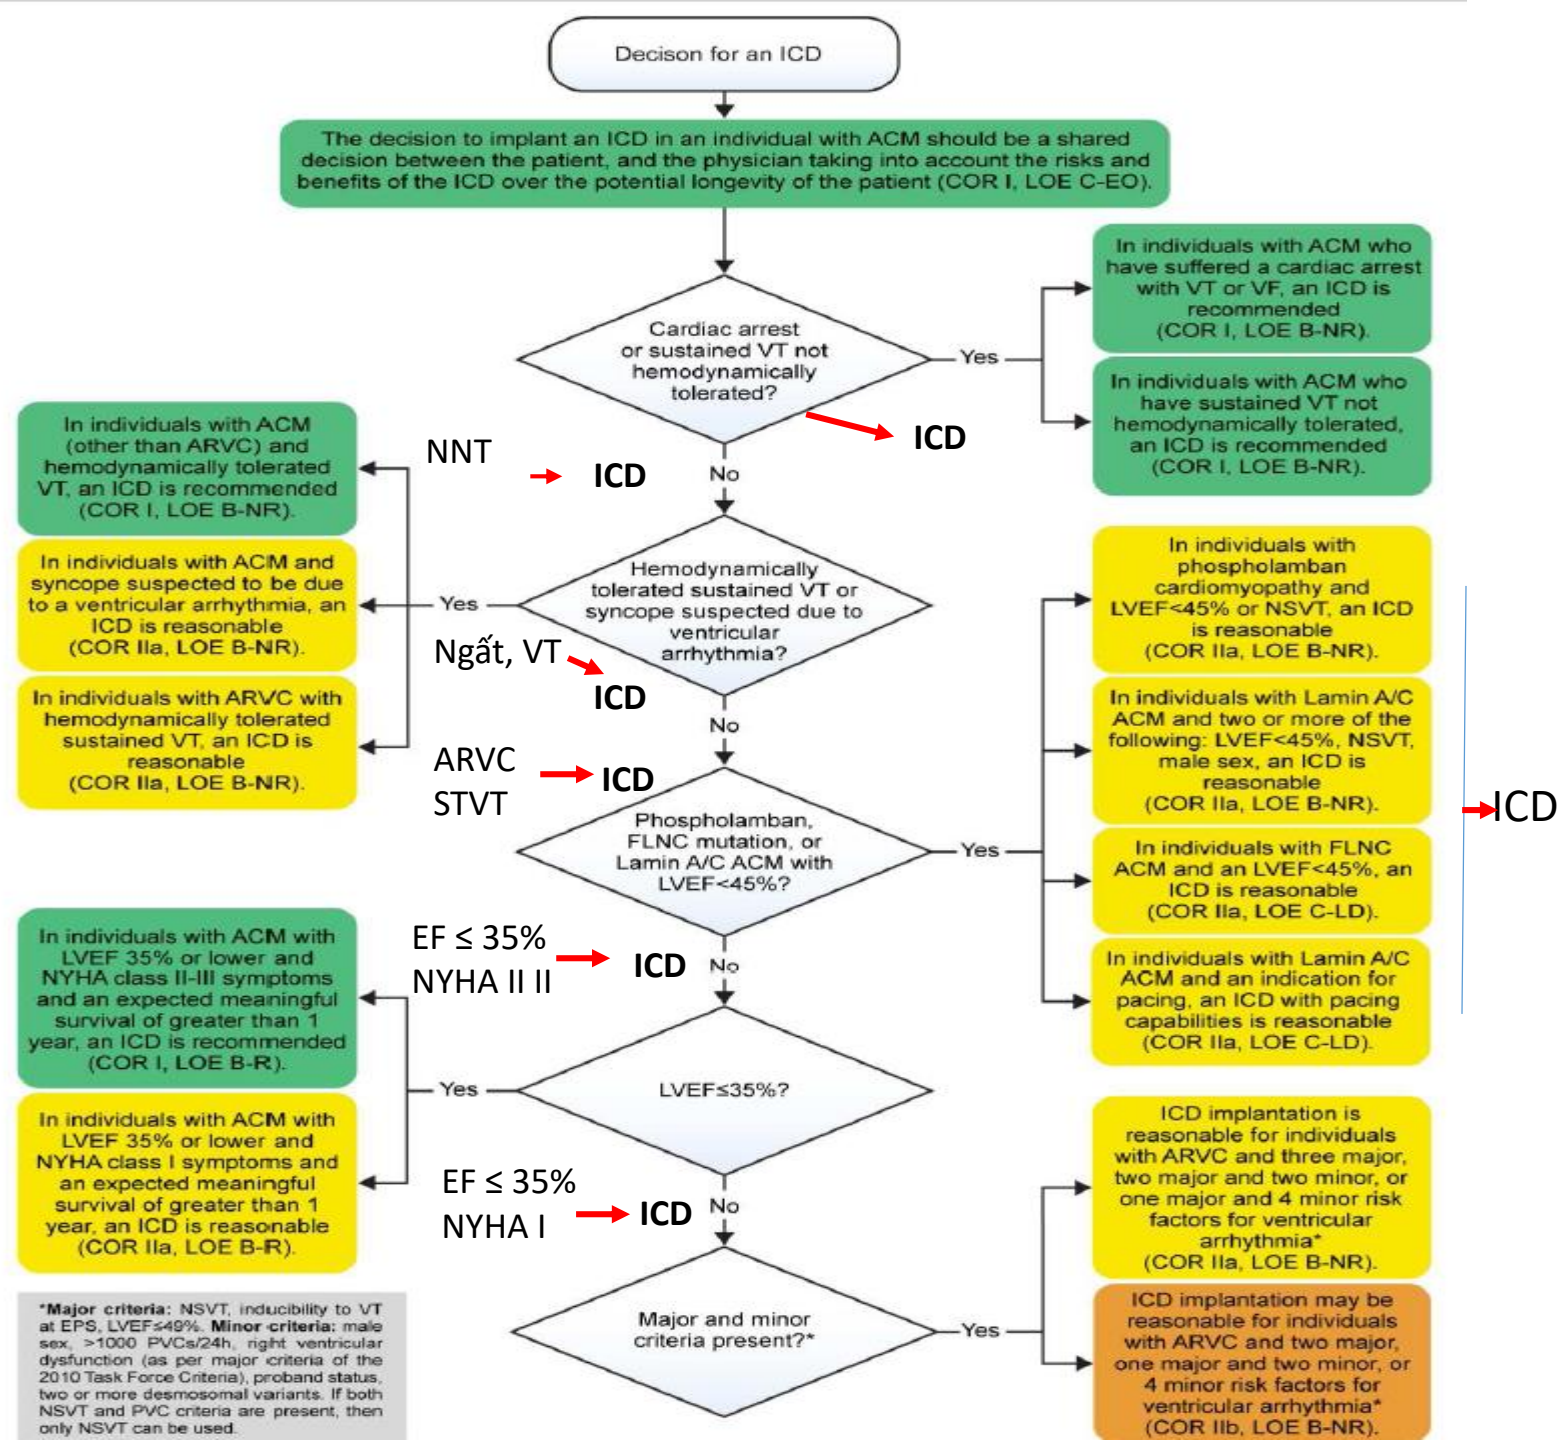 Decison for an ICD
The decision to implant an ICD in an individual with ACM should be a shared
decision between the patient, and the physician taking into account the risks and
benefits of the ICD over the potential longevity of the patient (COR I, LOE C-EO).
Cardiac arrest
or sustained VT not
hemodynamically
tolerated?
Yes
In individuals with ACM who
have suffered a cardiac arrest
with VT or VF, an ICD is
recommended
(COR I, LOE B-NR).
In individuals with ACM who
have sustained VT not
hemodynamically tolerated,
an ICD is recommended
(COR I, LOE B-NR).
ICD
No
NNT
ICD
In individuals with ACM
(other than ARVC) and
hemodynamically tolerated
VT, an ICD is recommended
(COR I, LOE B-NR).
In individuals with ACM and
syncope suspected to be due
to a ventricular arrhythmia, an
ICD is reasonable
(COR IIa, LOE B-NR).
In individuals with ARVC with
hemodynamically tolerated
sustained VT, an ICD is
reasonable
(COR IIa, LOE B-NR).
Yes
Hemodynamically
tolerated sustained VT or
syncope suspected due to
ventricular
arrhythmia?
Ngất, VT
ICD
No
ARVC
STVT
ICD
Phospholamban,
FLNC mutation, or
Lamin A/C ACM with
LVEF<45%?
Yes
In individuals with
phospholamban
cardiomyopathy and
LVEF<45% or NSVT, an ICD
is reasonable
(COR IIa, LOE B-NR).
In individuals with Lamin A/C
ACM and two or more of the
following: LVEF<45%, NSVT,
male sex, an ICD is
reasonable
(COR IIa, LOE B-NR).
In individuals with FLNC
ACM and an LVEF<45%, an
ICD is reasonable
(COR IIa, LOE C-LD).
In individuals with Lamin A/C
ACM and an indication for
pacing, an ICD with pacing
capabilities is reasonable
(COR IIa, LOE C-LD).
ICD
EF ≤ 35%
NYHA II II
ICD
No
In individuals with ACM with
LVEF 35% or lower and
NYHA class II-III symptoms
and an expected meaningful
survival of greater than 1
year, an ICD is recommended
(COR I, LOE B-R).
In individuals with ACM with
LVEF 35% or lower and
NYHA class I symptoms and
an expected meaningful
survival of greater than 1
year, an ICD is reasonable
(COR IIa, LOE B-R).
Yes
LVEF≤35%?
EF ≤ 35%
NYHA I
ICD
No
Major and minor
criteria present?*
Yes
ICD implantation is
reasonable for individuals
with ARVC and three major,
two major and two minor, or
one major and 4 minor risk
factors for ventricular
arrhythmia*
(COR IIa, LOE B-NR).
ICD implantation may be
reasonable for individuals
with ARVC and two major,
one major and two minor, or
4 minor risk factors for
ventricular arrhythmia*
(COR IIb, LOE B-NR).
*Major criteria: NSVT, inducibility to VT
at EPS, LVEF≤49%. Minor criteria: male
sex, >1000 PVCs/24h, right ventricular
dysfunction (as per major criteria of the
2010 Task Force Criteria), proband status,
two or more desmosomal variants. If both
NSVT and PVC criteria are present, then
only NSVT can be used.